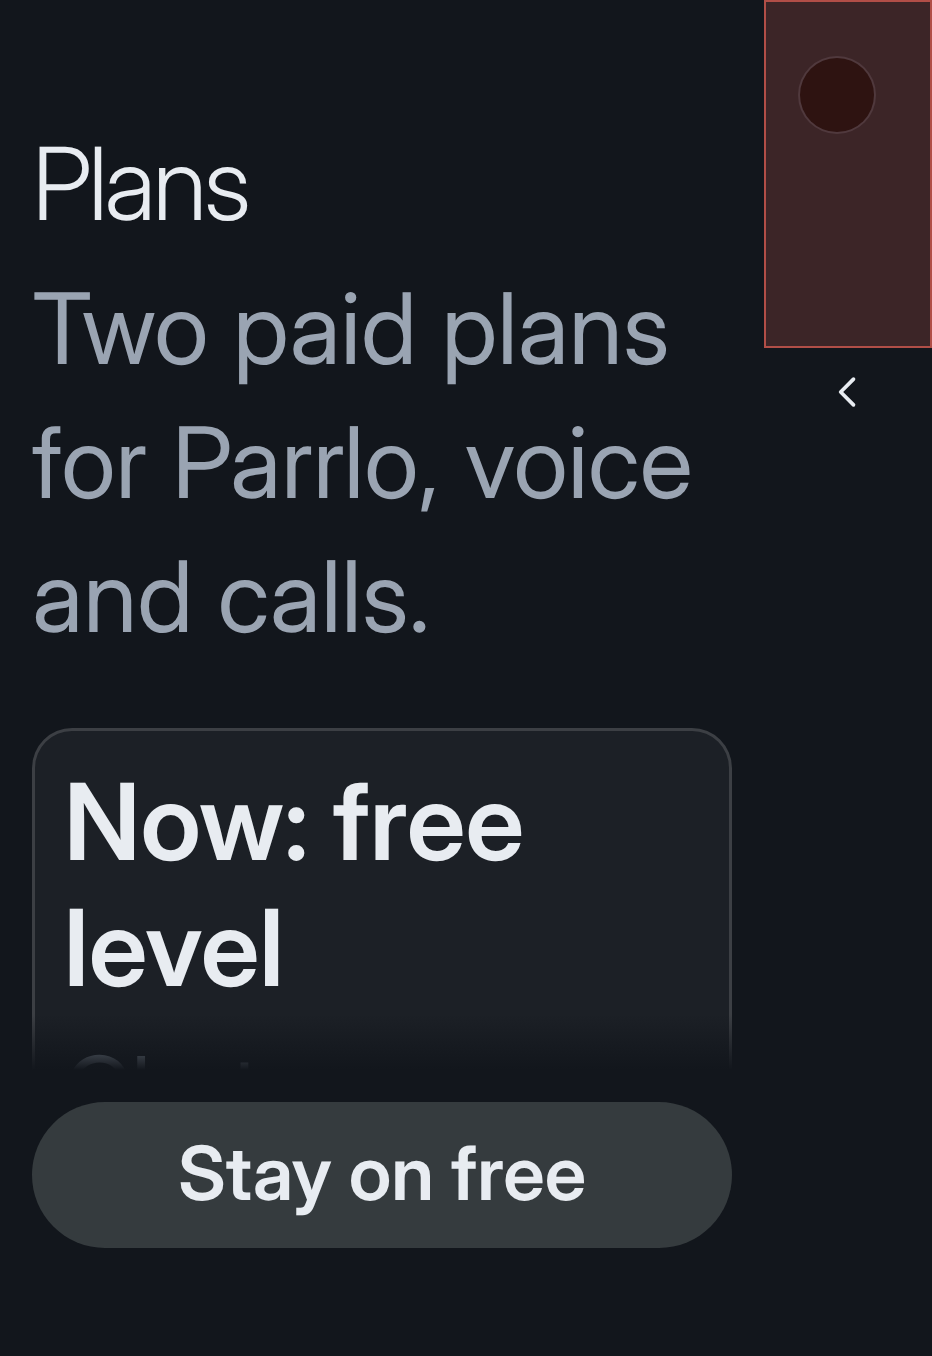 Plans
Two paid plans
for Parrlo, voice
and calls.
Now: free
level
Stay on free